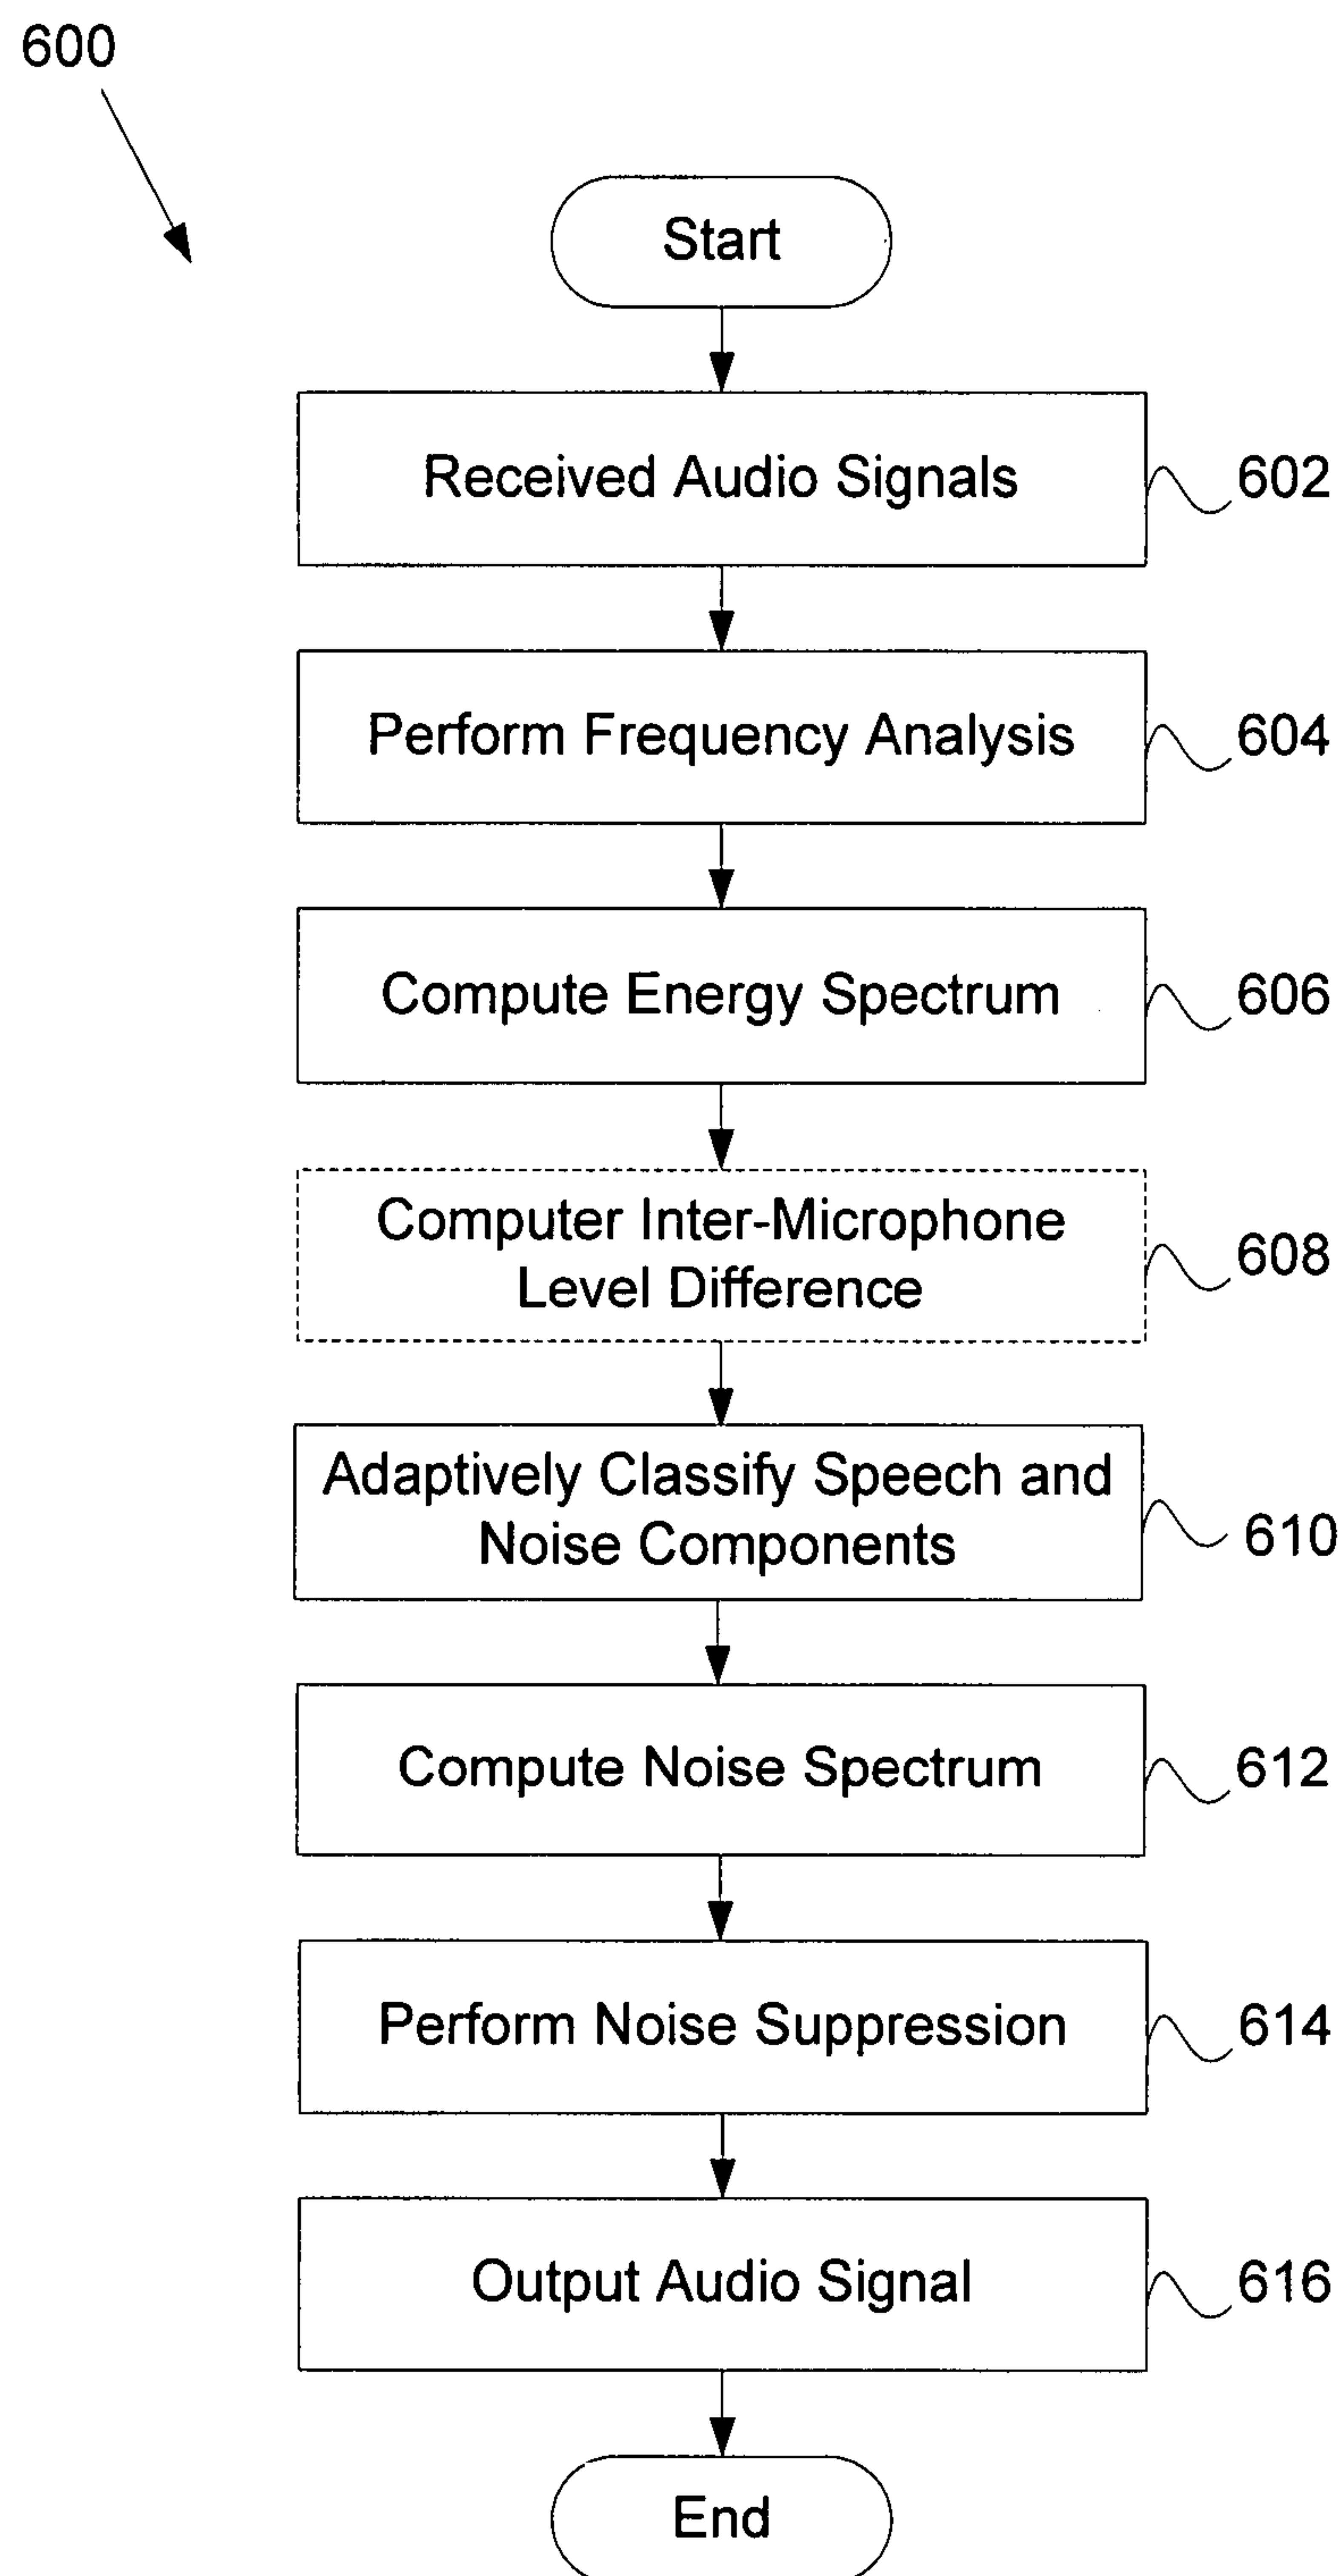 600
Start
Received Audio Signals
602
Perform Frequency Analysis
604
Compute Energy Spectrum
606
Computer Inter-Microphone
Level Difference
608
Adaptively Classify Speech and
Noise Components
610
Compute Noise Spectrum
612
Perform Noise Suppression
614
Output Audio Signal
616
End